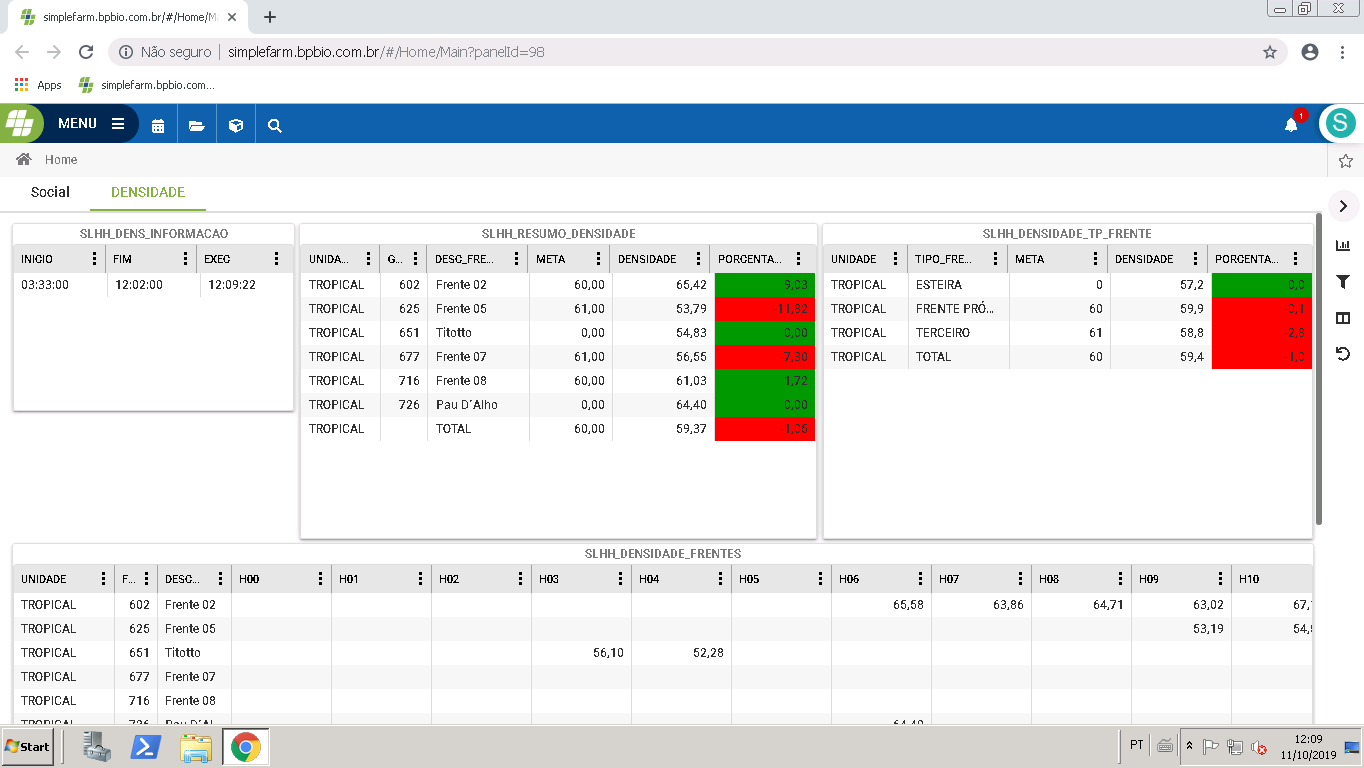 simplefarm.bpbio.com.br/#/Home/M
Não seguro | simplefarm.bpbio.com.br/#/Home/Main?panelId=98
Apps simplefarm.bpbio.com...
MENU 1 S
Home
Social DENSIDADE
SLHH_DENS_INFORMACAO
INICIO FIM EXEC
03:33:00 12:02:00 12:09:22
SLHH_RESUMO_DENSIDADE
UNIDA... G... DESC_FRE... META DENSIDADE PORCENTA...
TROPICAL 602 Frente 02 60,00 65,42 9,03
TROPICAL 625 Frente 05 61,00 53,79 -11,82
TROPICAL 651 Titotto 0,00 54,83 0,00
TROPICAL 677 Frente 07 61,00 56,55 -7,30
TROPICAL 716 Frente 08 60,00 61,03 1,72
TROPICAL 726 Pau D´Alho 0,00 64,40 0,00
TROPICAL TOTAL 60,00 59,37 -1,06
SLHH_DENSIDADE_TP_FRENTE
UNIDADE TIPO_FRE... META DENSIDADE PORCENTA...
TROPICAL ESTEIRA 0 57,2 0,0
TROPICAL FRENTE PRÓ... 60 59,9 -0,1
TROPICAL TERCEIRO 61 58,8 -2,8
TROPICAL TOTAL 60 59,4 -1,0
SLHH_DENSIDADE_FRENTES
UNIDADE F... DESC... H00 H01 H02 H03 H04 H05 H06 H07 H08 H09 H10
TROPICAL 602 Frente 02 65,58 63,86 64,71 63,02 67,
TROPICAL 625 Frente 05 53,19 54,
TROPICAL 651 Titotto 56,10 52,28
TROPICAL 677 Frente 07
TROPICAL 716 Frente 08
TROPICAL 726 Pau D´Al 64,40
Start PT 12:09
11/10/2019